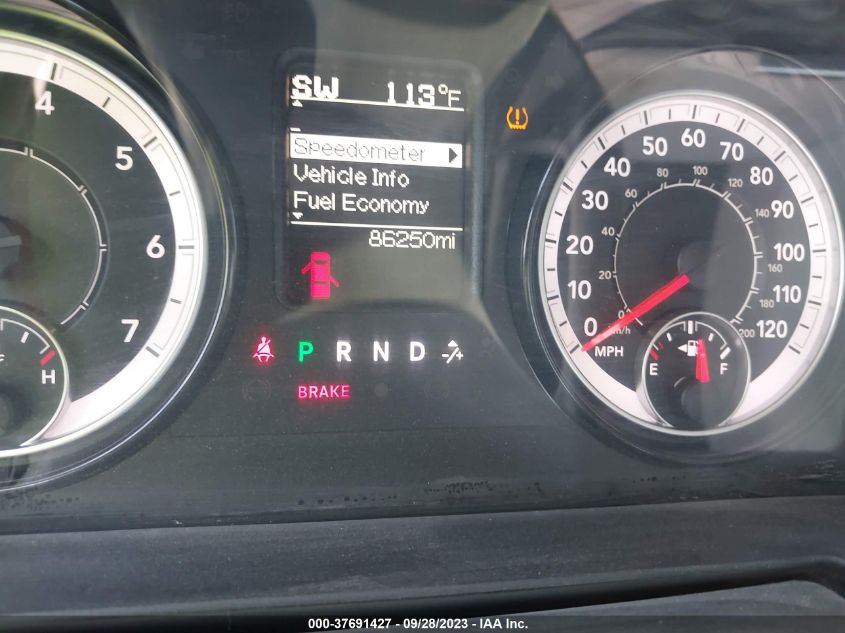 SW 113°F
Speedometer
Vehicle Info
Fuel Economy
86250mi
P R N D
BRAKE
4
5
6
7
H
0 10 20 30 40 50 60 70 80 90 100 110 120
MPH
0 20 40 60 80 100 120 140 160 180 200
km/h
E F
000-37691427 - 09/28/2023 - IAA Inc.